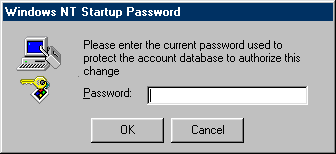 Windows NT Startup Password
Please enter the current password used to
protect the account database to authorize this
change
Password:
OK
Cancel